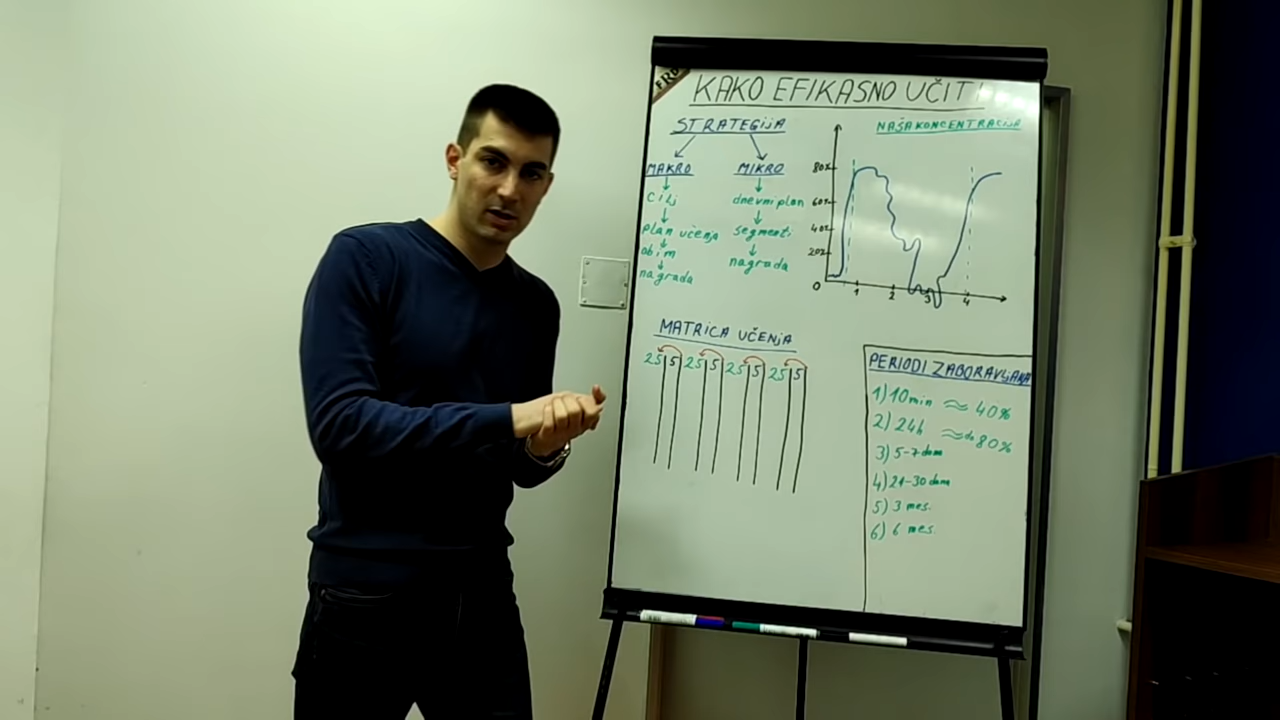 KAKO EFIKASNO UČITI
STRATEGIJA
MAKRO
CILJ
plan učenja
obim
nagrada
MIKRO
dnevni plan
segmenti
nagrada
NAŠA KONCENTRACIJA
80%
60%
40%
20%
0 1 2 3 4
MATRICA UČENJA
25 5 25 5 25 5 25 5
PERIODI ZABORAVLJANJA
1) 10min ≈ 40%
2) 24h ≈ do 80%
3) 5-7 dana
4) 21-30 dana
5) 3 mes.
6) 6 mes.